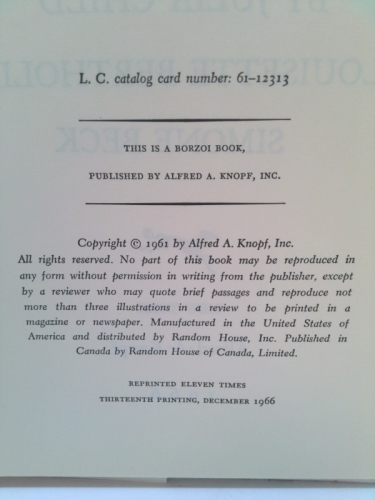 L. C. catalog card number: 61–12313
THIS IS A BORZOI BOOK,
PUBLISHED BY ALFRED A. KNOPF, INC.
Copyright © 1961 by Alfred A. Knopf, Inc.
All rights reserved. No part of this book may be reproduced in
any form without permission in writing from the publisher, except
by a reviewer who may quote brief passages and reproduce not
more than three illustrations in a review to be printed in a
magazine or newspaper. Manufactured in the United States of
America and distributed by Random House, Inc. Published in
Canada by Random House of Canada, Limited.
REPRINTED ELEVEN TIMES
THIRTEENTH PRINTING, DECEMBER 1966